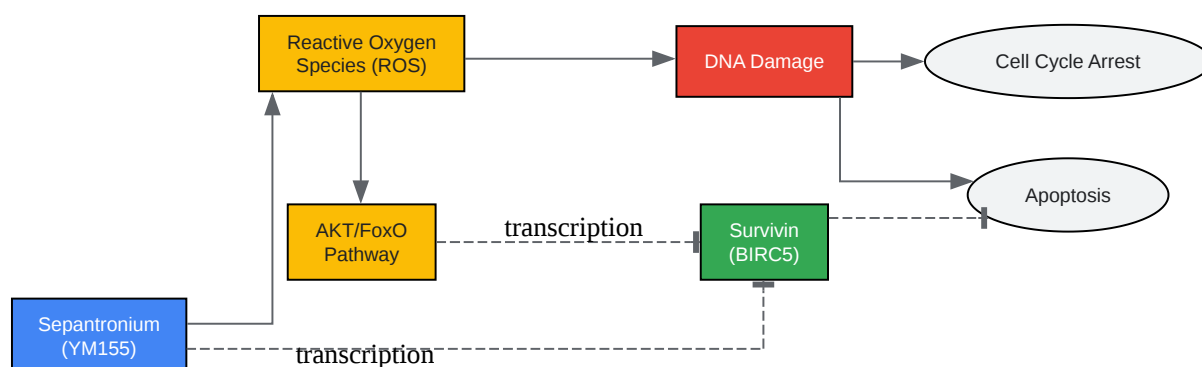 Reactive Oxygen
Species (ROS)
DNA Damage
Cell Cycle Arrest
Apoptosis
AKT/FoxO
Pathway
transcription
Survivin
(BIRC5)
Sepantronium
(YM155)
transcription